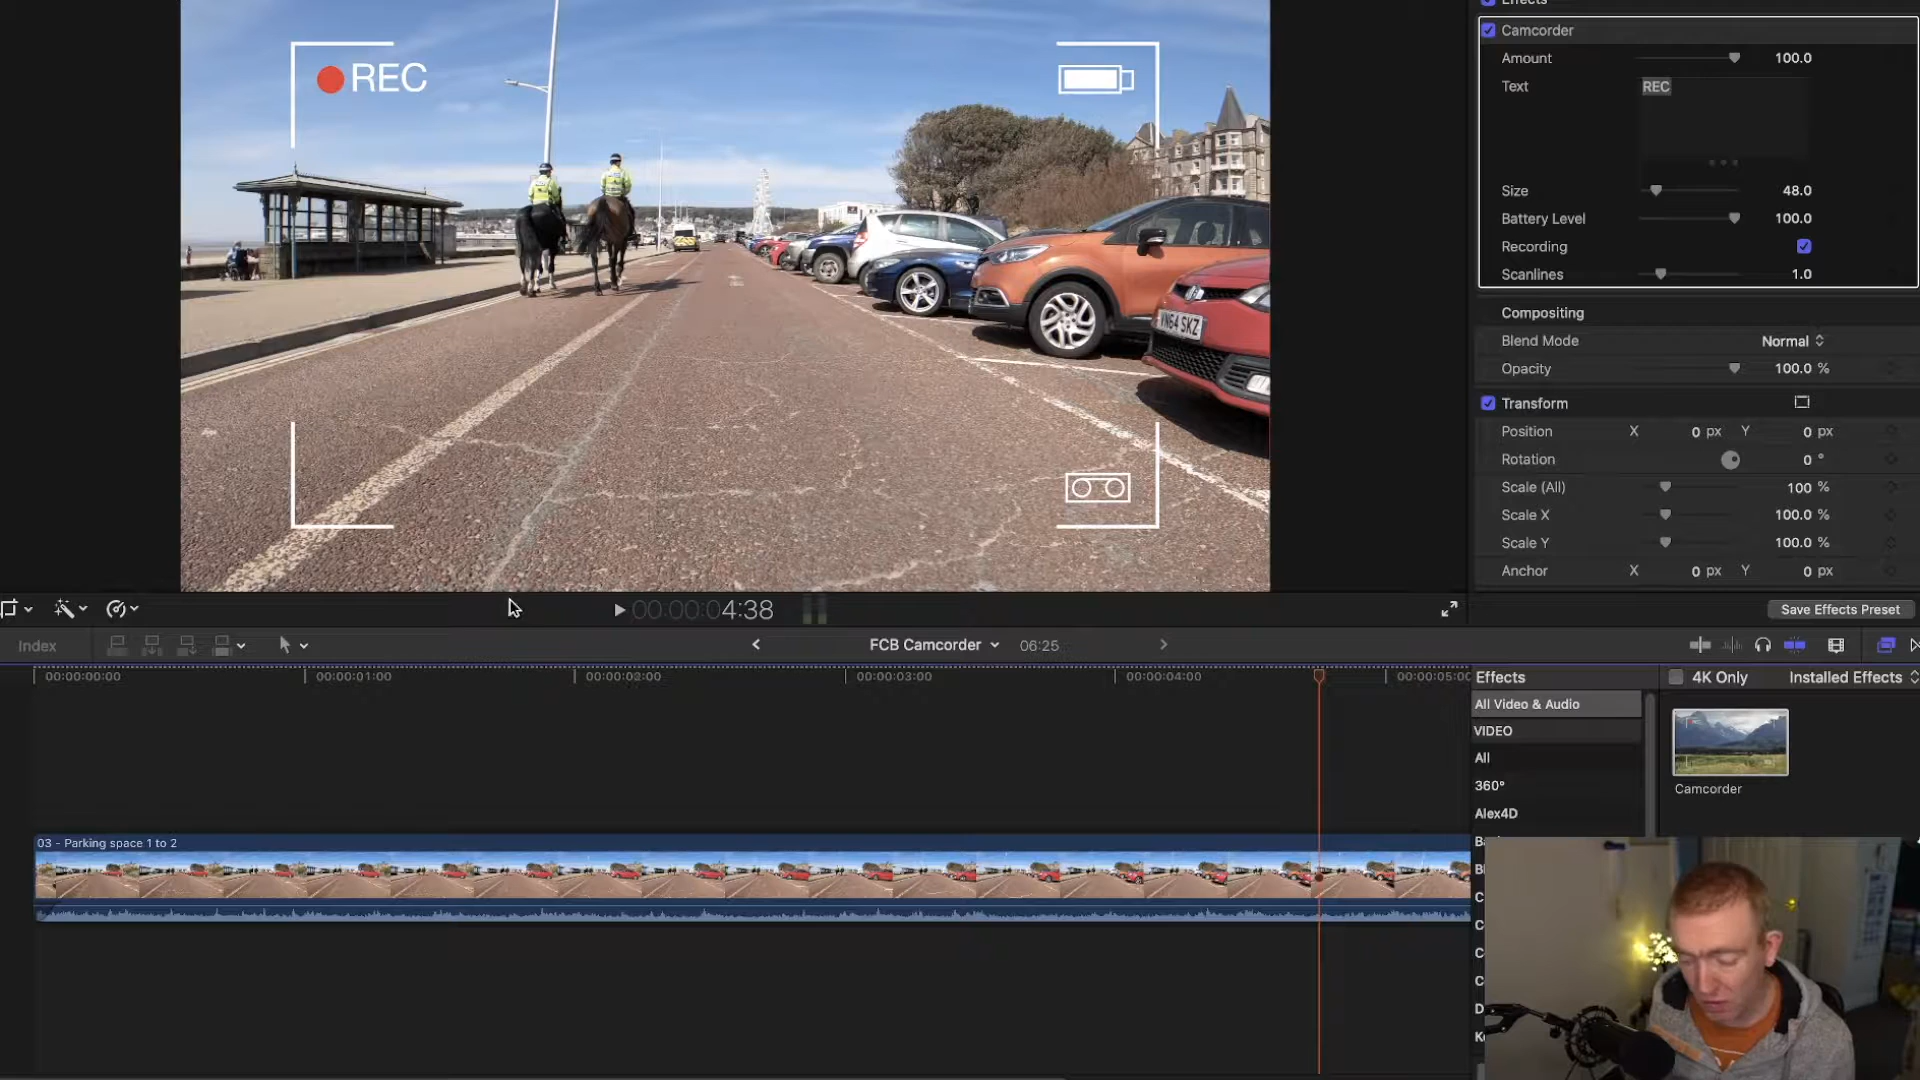 Effects
Camcorder
Amount 100.0
Text REC
Size 48.0
Battery Level 100.0
Recording
Scanlines 1.0
Compositing
Blend Mode Normal
Opacity 100.0 %
Transform
Position X 0 px Y 0 px
Rotation 0 °
Scale (All) 100 %
Scale X 100.0 %
Scale Y 100.0 %
Anchor X 0 px Y 0 px
Save Effects Preset
REC
VN64 SKZ
00:00:04:38
Index
FCB Camcorder 06:25
00:00:00:00 00:00:01:00 00:00:02:00 00:00:03:00 00:00:04:00 00:00:05:00
03 - Parking space 1 to 2
Effects 4K Only Installed Effects
All Video & Audio
VIDEO
All
360°
Alex4D
Camcorder